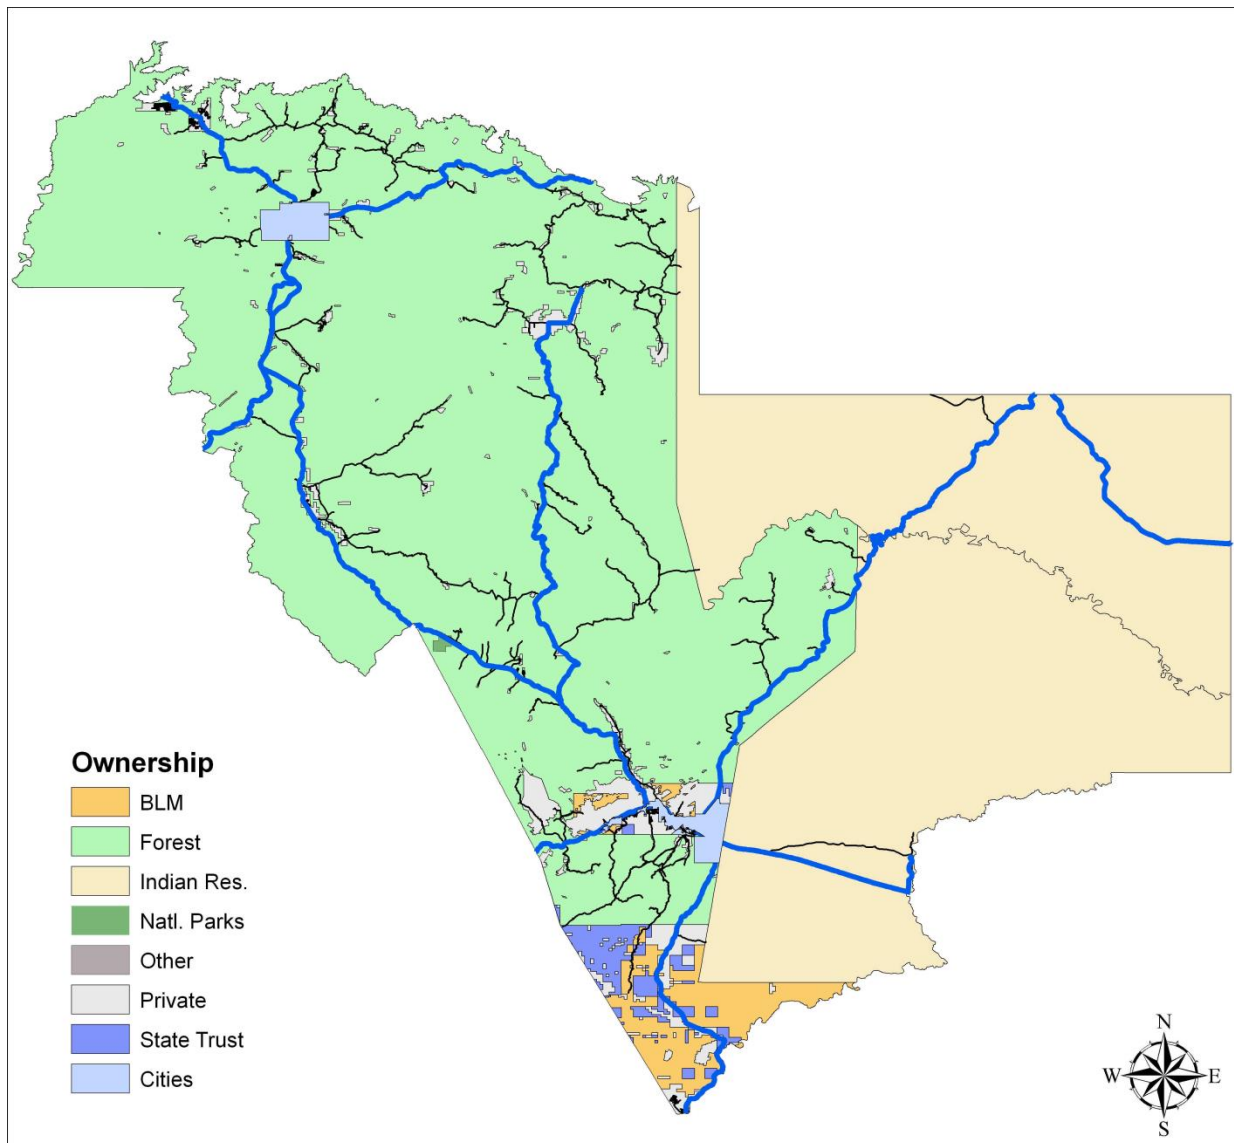 Ownership
BLM
Forest
Indian Res.
Natl. Parks
Other
Private
State Trust
Cities
N
W E
S